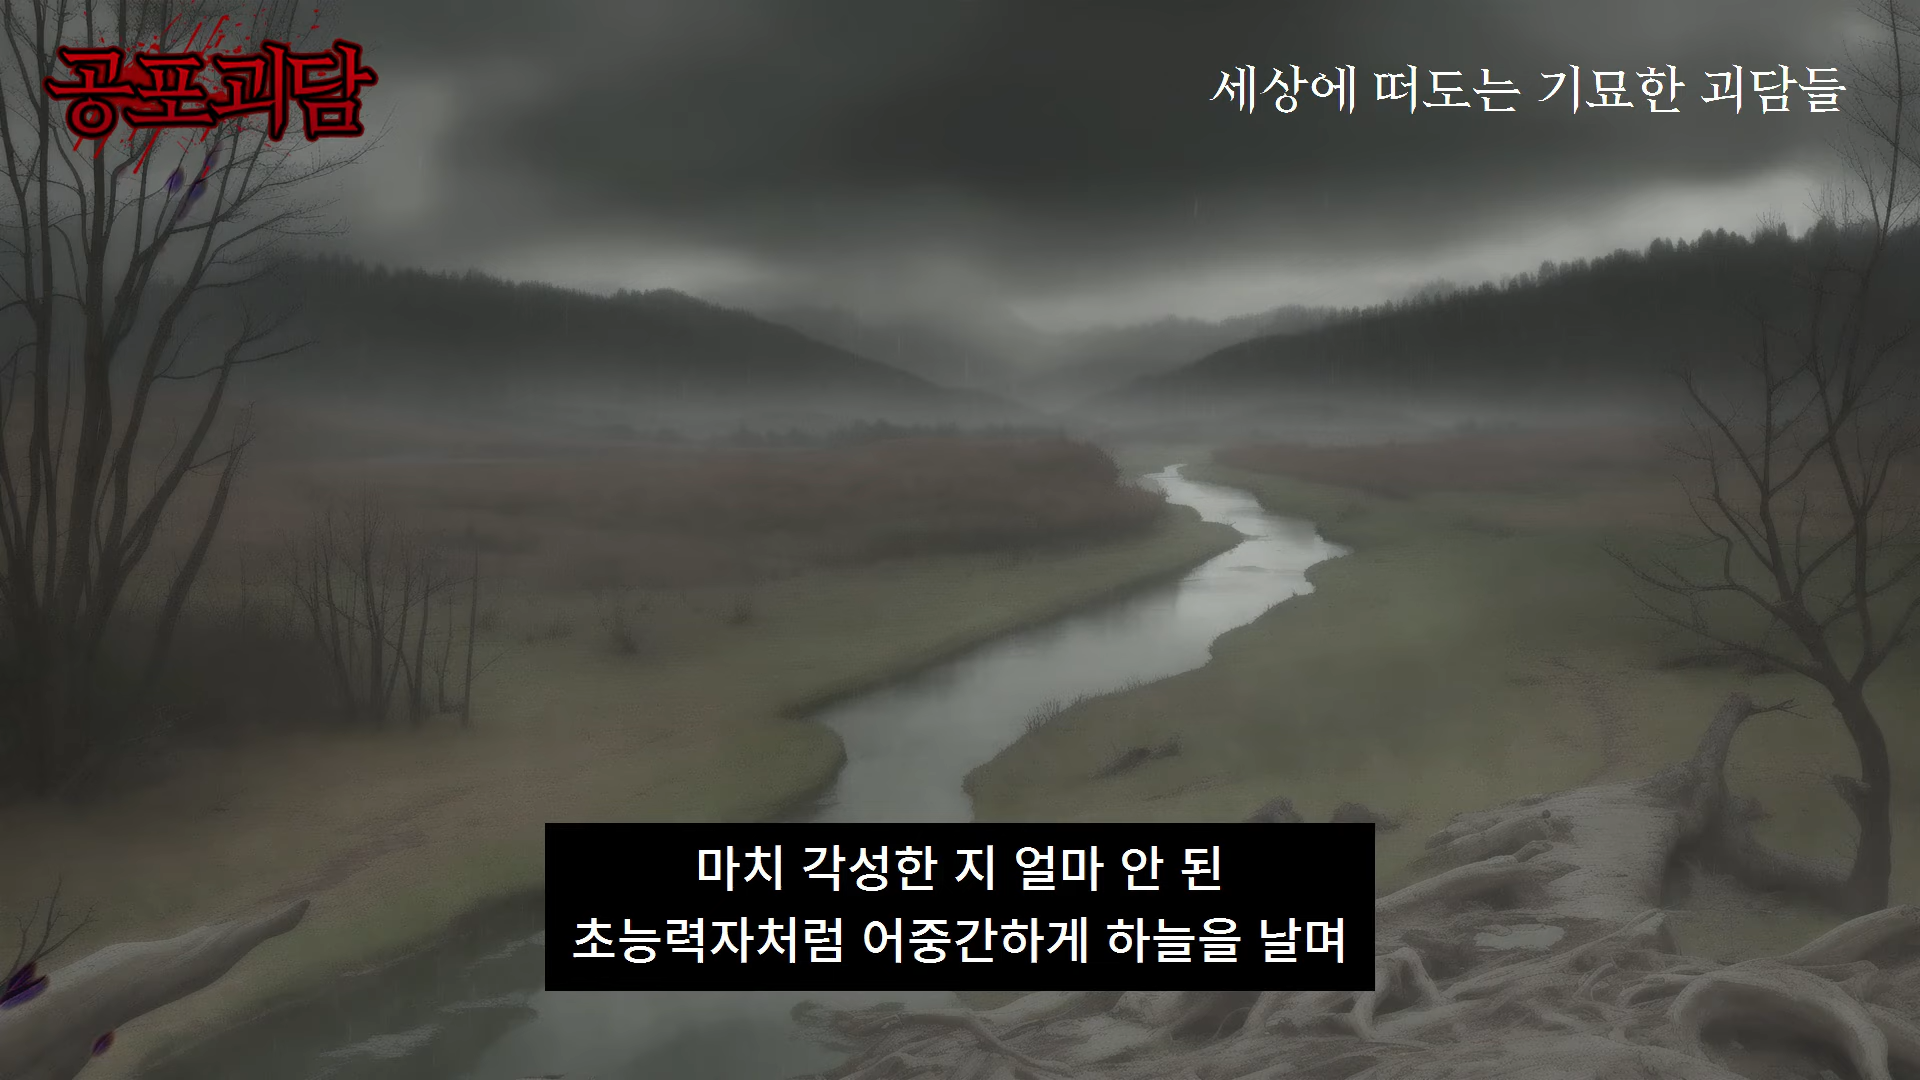 공포괴담
세상에 떠도는 기묘한 괴담들
마치 각성한 지 얼마 안 된
초능력자처럼 어중간하게 하늘을 날며